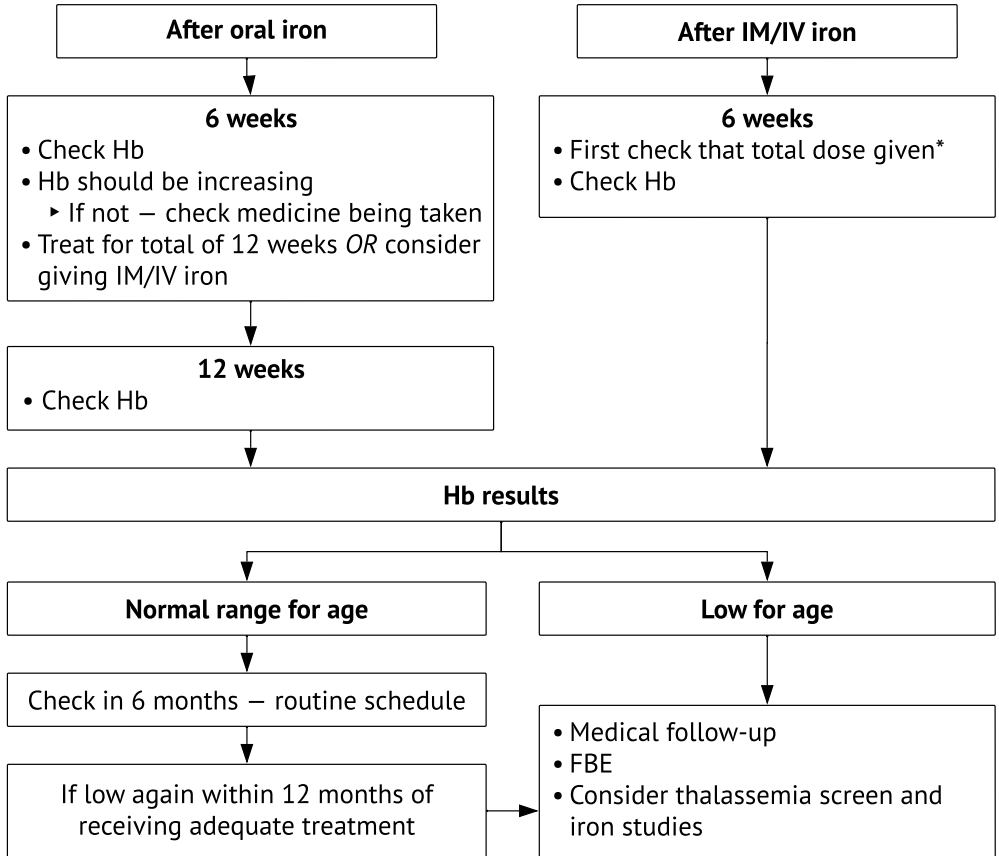 After oral iron
After IM/IV iron
6 weeks
• Check Hb
• Hb should be increasing
‣ If not — check medicine being taken
• Treat for total of 12 weeks OR consider
giving IM/IV iron
6 weeks
• First check that total dose given*
• Check Hb
12 weeks
• Check Hb
Hb results
Normal range for age
Low for age
Check in 6 months — routine schedule
If low again within 12 months of
receiving adequate treatment
• Medical follow-up
• FBE
• Consider thalassemia screen and
iron studies